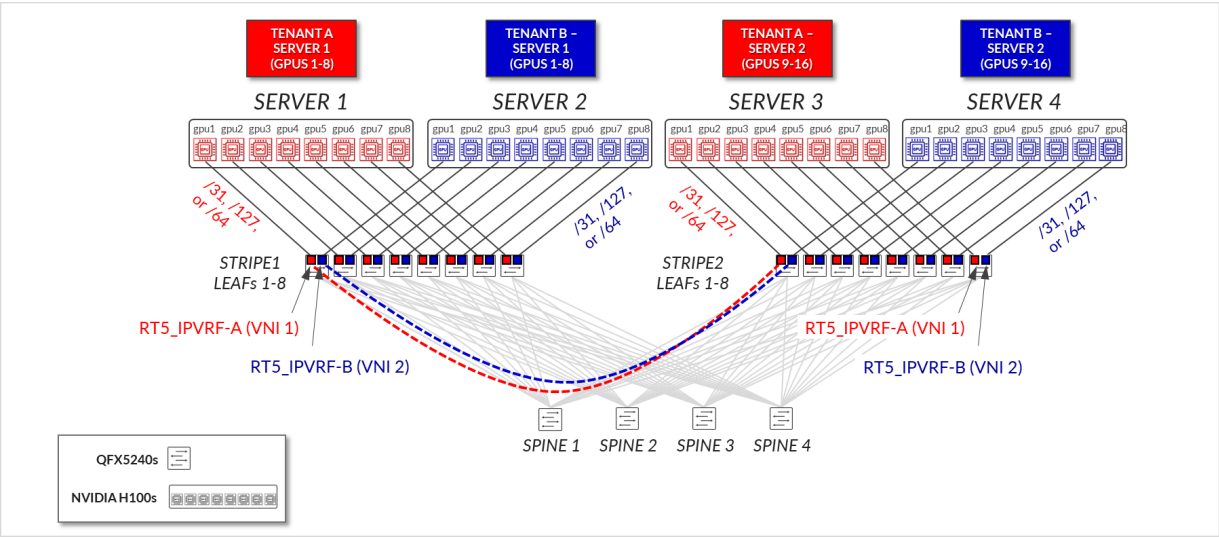 TENANT A
SERVER 1
(GPUS 1-8)
TENANT B –
SERVER 1
(GPUS 1-8)
TENANT A –
SERVER 2
(GPUS 9-16)
TENANT B –
SERVER 2
(GPUS 9-16)
SERVER 1
SERVER 2
SERVER 3
SERVER 4
gpu1 gpu2 gpu3 gpu4 gpu5 gpu6 gpu7 gpu8
gpu1 gpu2 gpu3 gpu4 gpu5 gpu6 gpu7 gpu8
gpu1 gpu2 gpu3 gpu4 gpu5 gpu6 gpu7 gpu8
gpu1 gpu2 gpu3 gpu4 gpu5 gpu6 gpu7 gpu8
/31, /127,
or /64
/31, /127,
or /64
/31, /127,
or /64
/31, /127,
or /64
STRIPE1
LEAFs 1-8
STRIPE2
LEAFs 1-8
RT5_IPVRF-A (VNI 1)
RT5_IPVRF-B (VNI 2)
RT5_IPVRF-A (VNI 1)
RT5_IPVRF-B (VNI 2)
SPINE 1
SPINE 2
SPINE 3
SPINE 4
QFX5240s
NVIDIA H100s